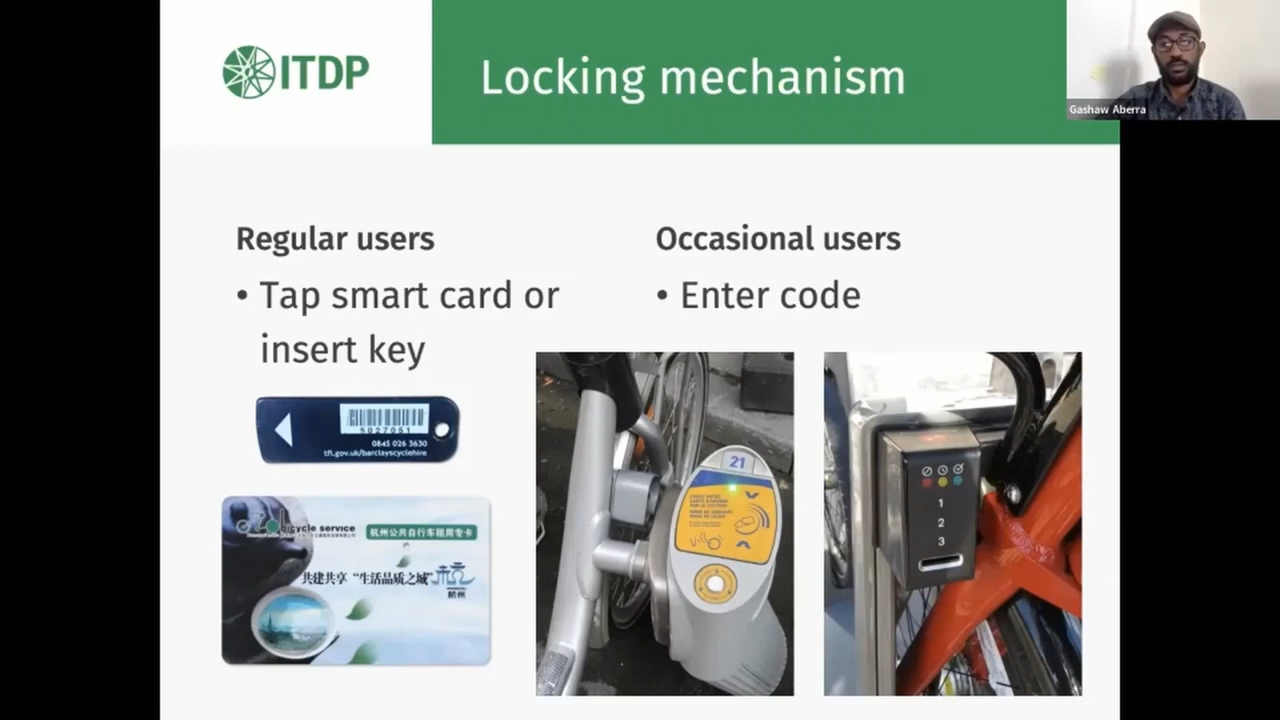 ITDP
Locking mechanism
Gashaw Aberra
Regular users
• Tap smart card or
insert key
Occasional users
• Enter code
5027051
0845 026 3630
tfl.gov.uk/barclayscyclehire
bicycle service
杭州公共自行车租用专卡
共建共享 “生活品质之城”
杭州
21
1
2
3